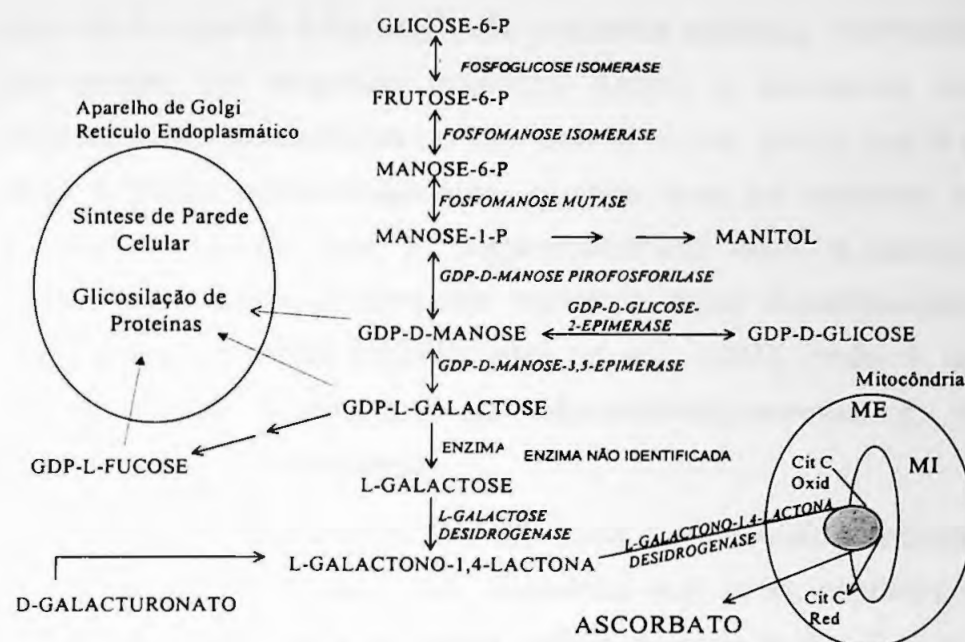 GLICOSE-6-P
FOSFOGLICOSE ISOMERASE
FRUTOSE-6-P
Aparelho de Golgi
Retículo Endoplasmático
FOSFOMANOSE ISOMERASE
MANOSE-6-P
FOSFOMANOSE MUTASE
Síntese de Parede
Celular
MANOSE-1-P
MANITOL
GDP-D-MANOSE PIROFOSFORILASE
Glicosilação de
Proteínas
GDP-D-GLICOSE-
2-EPIMERASE
GDP-D-MANOSE
GDP-D-GLICOSE
GDP-D-MANOSE-3,5-EPIMERASE
Mitocôndria
ME
GDP-L-GALACTOSE
GDP-L-FUCOSE
ENZIMA
ENZIMA NÃO IDENTIFICADA
MI
Cit C
Oxid
L-GALACTOSE
L-GALACTOSE
DESIDROGENASE
L-GALACTONO-1,4-LACTONA
DESIDROGENASE
L-GALACTONO-1,4-LACTONA
D-GALACTURONATO
Cit C
Red
ASCORBATO